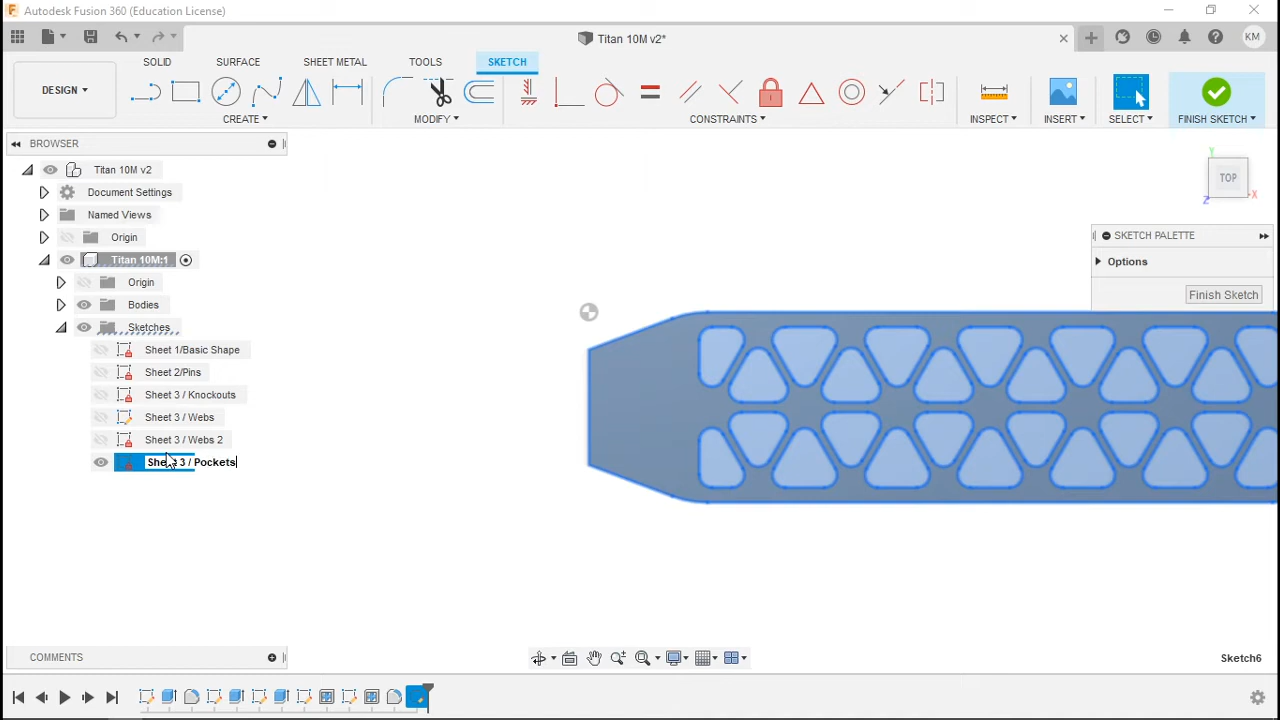 Autodesk Fusion 360 (Education License)
Titan 10M v2*
KM
SOLID
SURFACE
SHEET METAL
TOOLS
SKETCH
DESIGN
CREATE
MODIFY
CONSTRAINTS
INSPECT
INSERT
SELECT
FINISH SKETCH
BROWSER
Titan 10M v2
Document Settings
Named Views
Origin
Titan 10M:1
Origin
Bodies
Sketches
Sheet 1/Basic Shape
Sheet 2/Pins
Sheet 3 / Knockouts
Sheet 3 / Webs
Sheet 3 / Webs 2
Sheet 3 / Pockets
Y
TOP
X
Z
SKETCH PALETTE
Options
Finish Sketch
COMMENTS
Sketch6